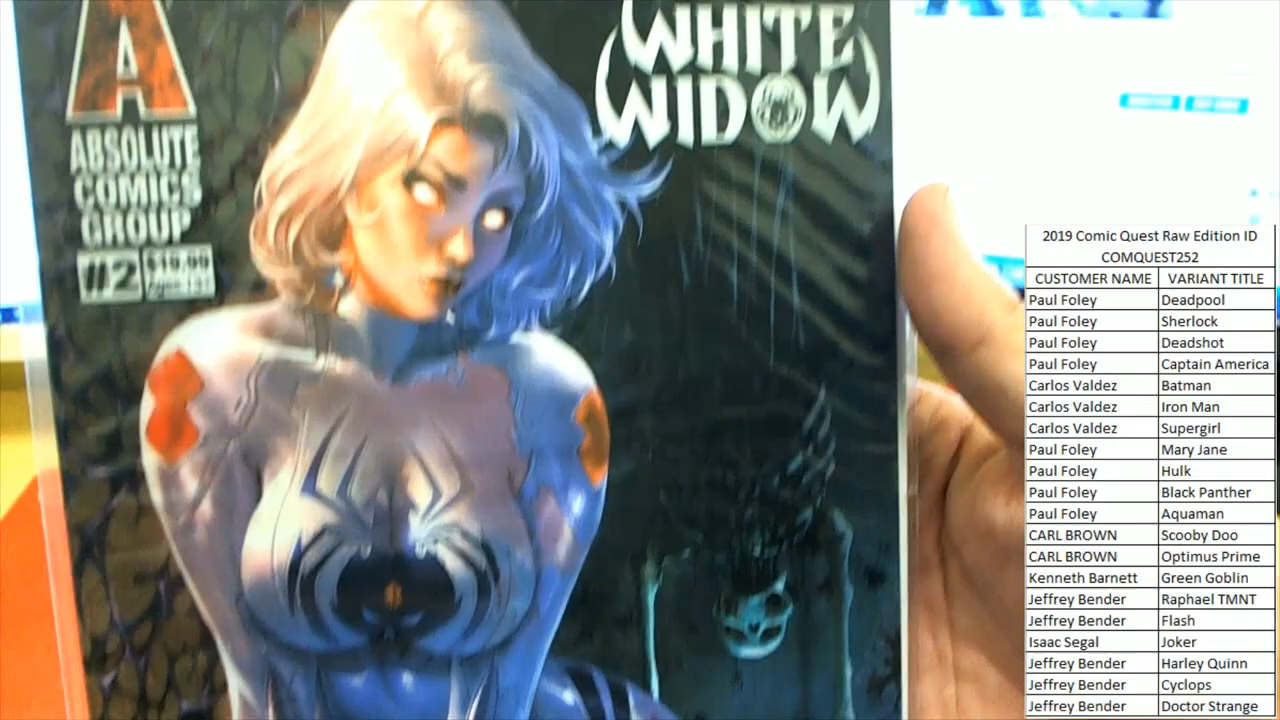 A
ABSOLUTE
COMICS
GROUP
#2
WHITE
WIDOW
2019 Comic Quest Raw Edition ID
COMQUEST252
CUSTOMER NAME VARIANT TITLE
Paul Foley Deadpool
Paul Foley Sherlock
Paul Foley Deadshot
Paul Foley Captain America
Carlos Valdez Batman
Carlos Valdez Iron Man
Carlos Valdez Supergirl
Paul Foley Mary Jane
Paul Foley Hulk
Paul Foley Black Panther
Paul Foley Aquaman
CARL BROWN Scooby Doo
CARL BROWN Optimus Prime
Kenneth Barnett Green Goblin
Jeffrey Bender Raphael TMNT
Jeffrey Bender Flash
Isaac Segal Joker
Jeffrey Bender Harley Quinn
Jeffrey Bender Cyclops
Jeffrey Bender Doctor Strange